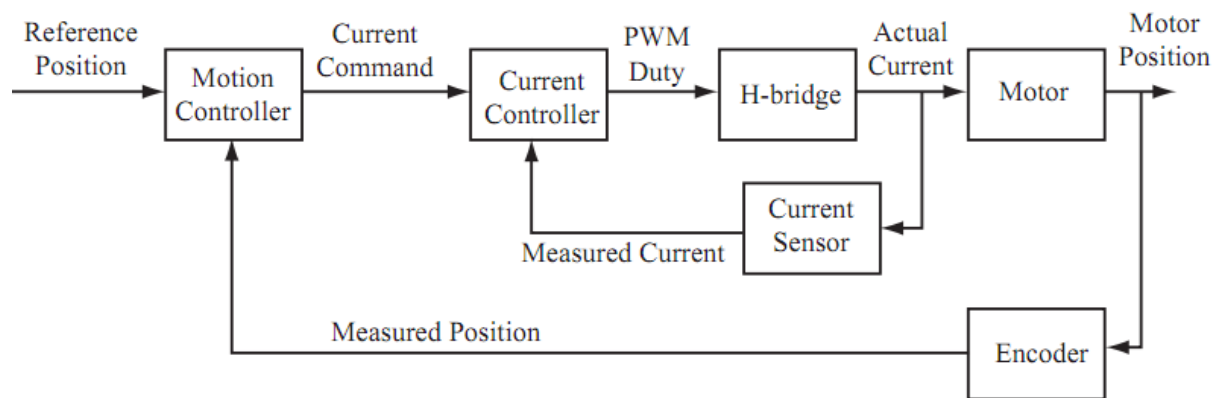 Reference
Position
Motion
Controller
Current
Command
Current
Controller
PWM
Duty
H-bridge
Actual
Current
Motor
Motor
Position
Current
Sensor
Measured Current
Measured Position
Encoder